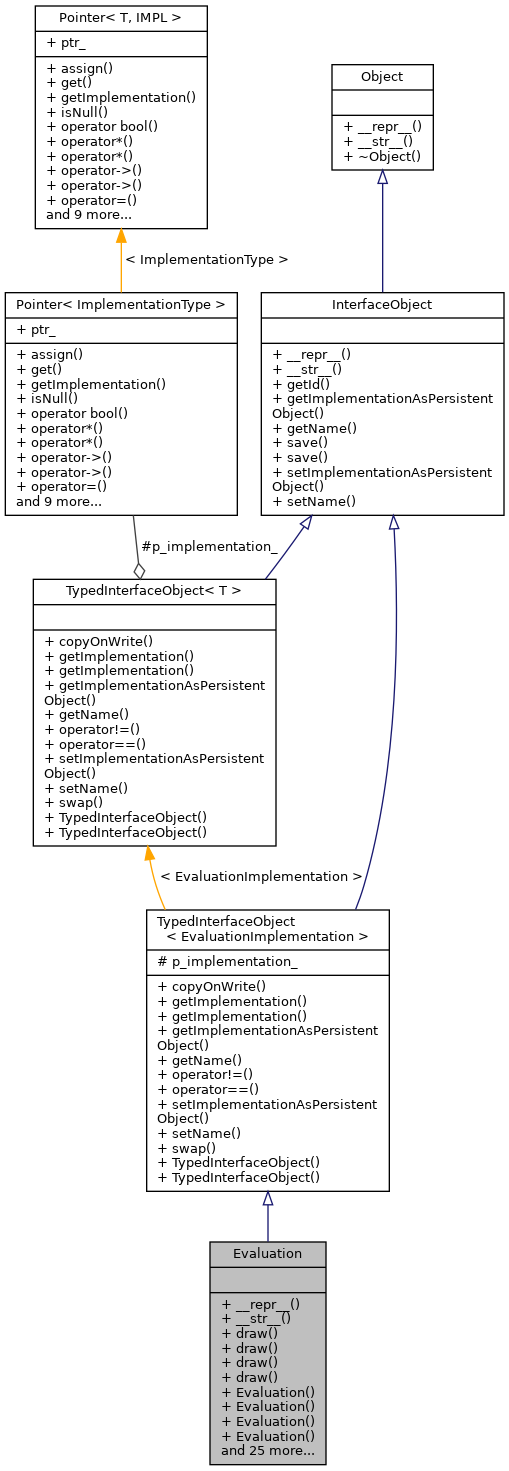 Pointer< T, IMPL >
+ ptr_
+ assign()
+ get()
+ getImplementation()
+ isNull()
+ operator bool()
+ operator*()
+ operator*()
+ operator->()
+ operator->()
+ operator=()
and 9 more...
Object
+ __repr__()
+ __str__()
+ ~Object()
< ImplementationType >
Pointer< ImplementationType >
+ ptr_
+ assign()
+ get()
+ getImplementation()
+ isNull()
+ operator bool()
+ operator*()
+ operator*()
+ operator->()
+ operator->()
+ operator=()
and 9 more...
InterfaceObject
+ __repr__()
+ __str__()
+ getId()
+ getImplementationAsPersistent
Object()
+ getName()
+ save()
+ save()
+ setImplementationAsPersistent
Object()
+ setName()
#p_implementation_
TypedInterfaceObject< T >
+ copyOnWrite()
+ getImplementation()
+ getImplementation()
+ getImplementationAsPersistent
Object()
+ getName()
+ operator!=()
+ operator==()
+ setImplementationAsPersistent
Object()
+ setName()
+ swap()
+ TypedInterfaceObject()
+ TypedInterfaceObject()
< EvaluationImplementation >
TypedInterfaceObject
< EvaluationImplementation >
# p_implementation_
+ copyOnWrite()
+ getImplementation()
+ getImplementation()
+ getImplementationAsPersistent
Object()
+ getName()
+ operator!=()
+ operator==()
+ setImplementationAsPersistent
Object()
+ setName()
+ swap()
+ TypedInterfaceObject()
+ TypedInterfaceObject()
Evaluation
+ __repr__()
+ __str__()
+ draw()
+ draw()
+ draw()
+ draw()
+ Evaluation()
+ Evaluation()
+ Evaluation()
+ Evaluation()
and 25 more...